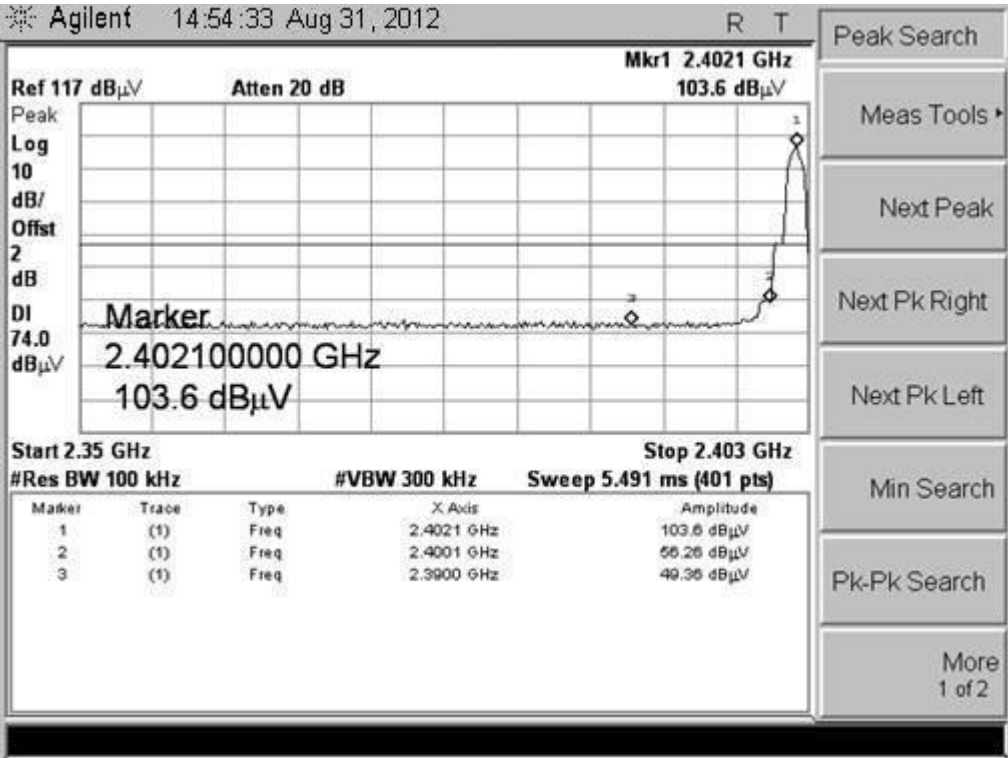 Agilent 14:54:33 Aug 31, 2012 R T
Mkr1 2.4021 GHz
Ref 117 dBµV Atten 20 dB 103.6 dBµV
Peak
Log
10
dB/
Offst
2
dB
DI
74.0
dBµV
1
2
3
Marker
2.402100000 GHz
103.6 dBµV
Start 2.35 GHz Stop 2.403 GHz
#Res BW 100 kHz #VBW 300 kHz Sweep 5.491 ms (401 pts)
Marker Trace Type X Axis Amplitude
1 (1) Freq 2.4021 GHz 103.6 dBµV
2 (1) Freq 2.4001 GHz 56.26 dBµV
3 (1) Freq 2.3900 GHz 49.36 dBµV
Peak Search
Meas Tools
Next Peak
Next Pk Right
Next Pk Left
Min Search
Pk-Pk Search
More
1 of 2